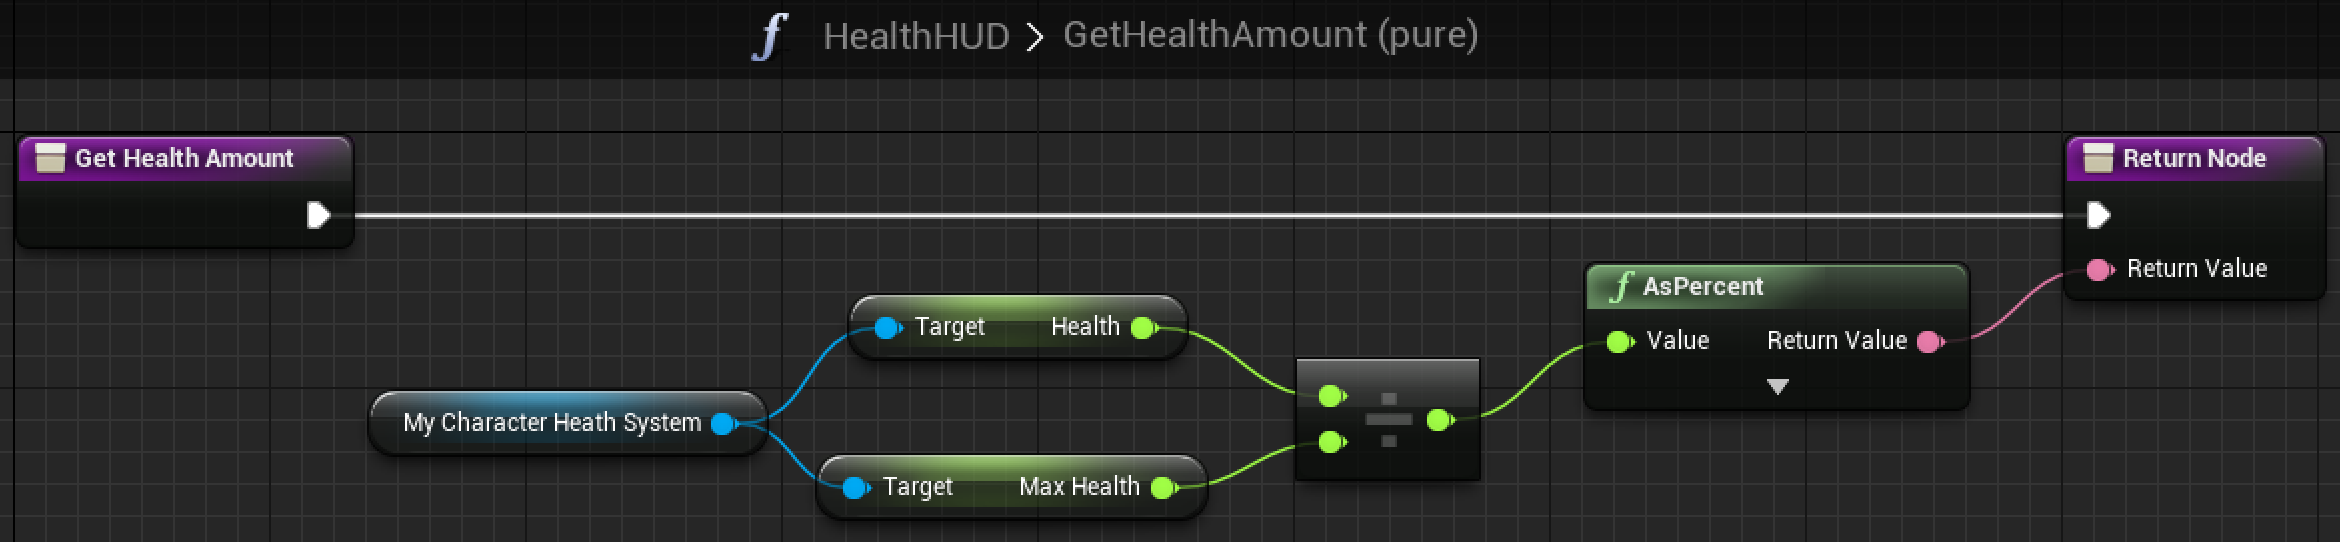 HealthHUD > GetHealthAmount (pure)
Get Health Amount
Return Node
Return Value
AsPercent
Value Return Value
Target Health
My Character Heath System
Target Max Health